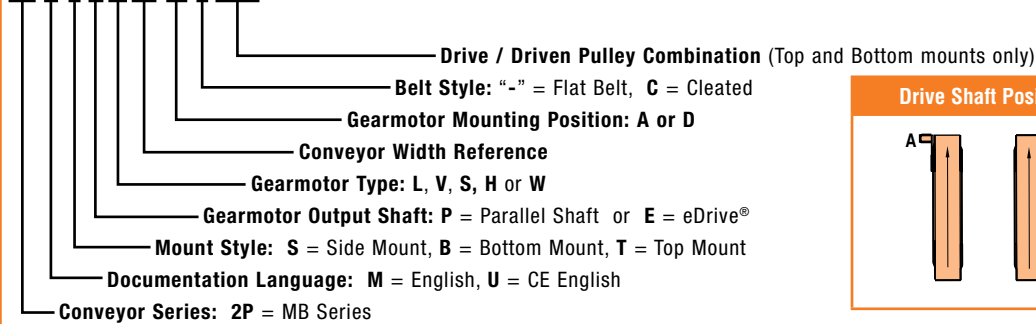 Drive / Driven Pulley Combination (Top and Bottom mounts only)
Belt Style: “-” = Flat Belt, C = Cleated
Gearmotor Mounting Position: A or D
Conveyor Width Reference
Gearmotor Type: L, V, S, H or W
Gearmotor Output Shaft: P = Parallel Shaft or E = eDrive®
Mount Style: S = Side Mount, B = Bottom Mount, T = Top Mount
Documentation Language: M = English, U = CE English
Conveyor Series: 2P = MB Series
Drive Shaft Posi
A